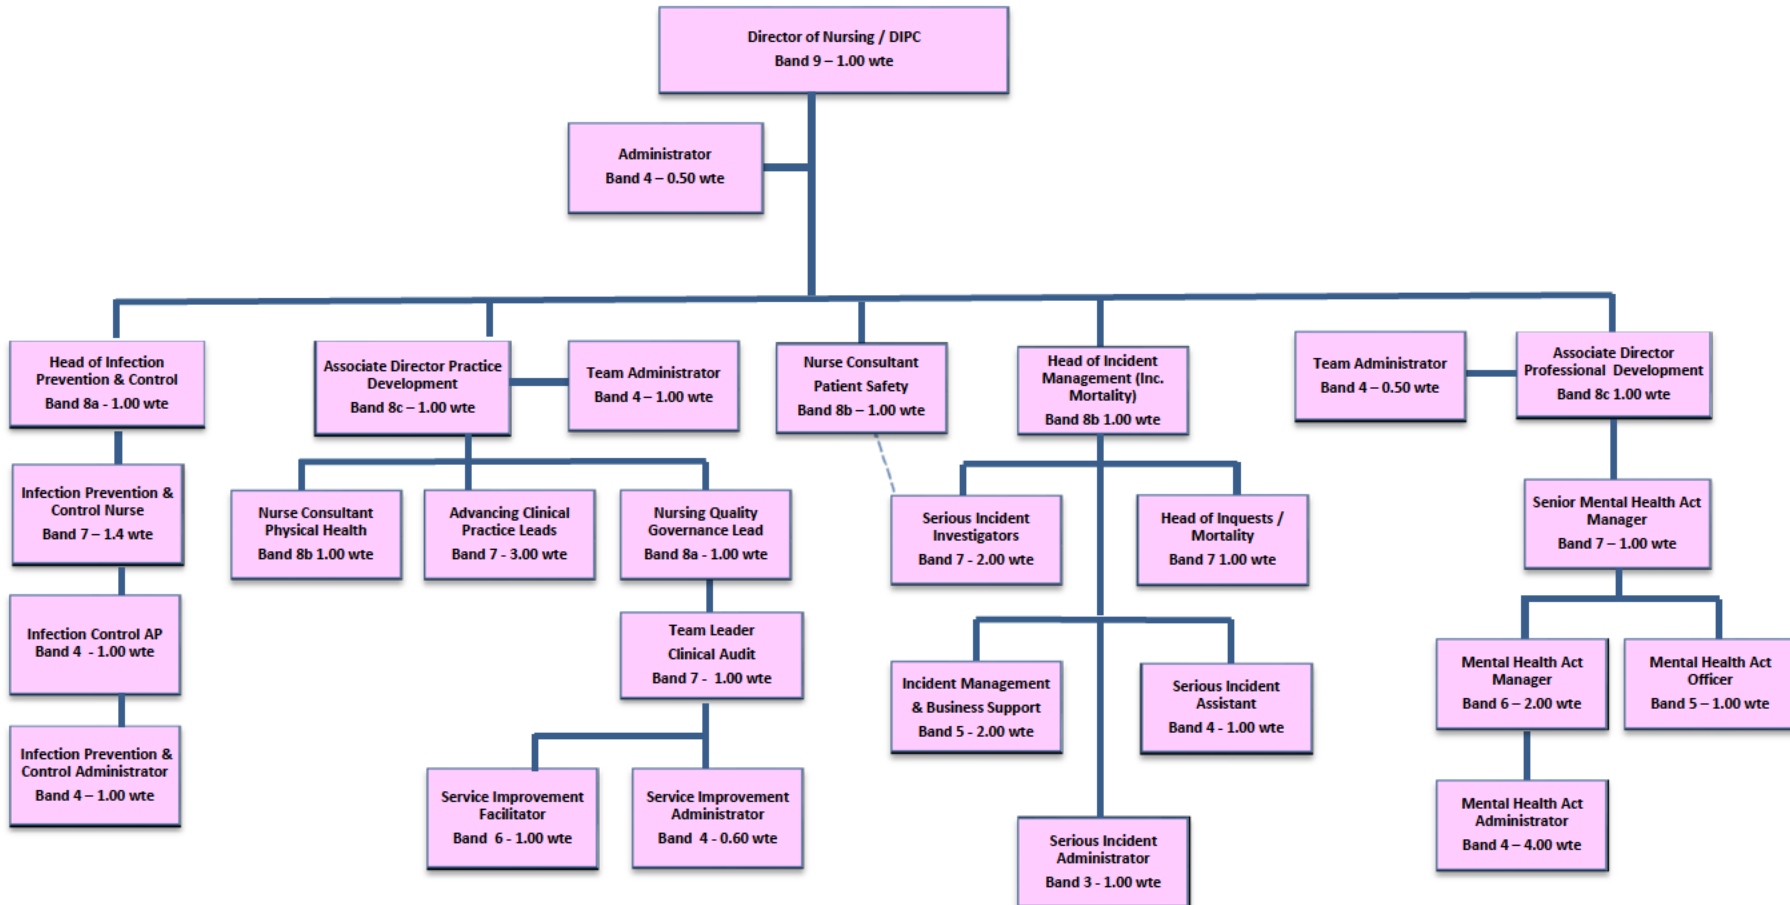 Director of Nursing / DIPC
Band 9 – 1.00 wte
Administrator
Band 4 – 0.50 wte
Head of Infection
Prevention & Control
Band 8a - 1.00 wte
Associate Director Practice
Development
Band 8c – 1.00 wte
Team Administrator
Band 4 – 1.00 wte
Nurse Consultant
Patient Safety
Band 8b – 1.00 wte
Head of Incident
Management (Inc.
Mortality)
Band 8b 1.00 wte
Team Administrator
Band 4 – 0.50 wte
Associate Director
Professional Development
Band 8c 1.00 wte
Infection Prevention &
Control Nurse
Band 7 – 1.4 wte
Nurse Consultant
Physical Health
Band 8b 1.00 wte
Advancing Clinical
Practice Leads
Band 7 - 3.00 wte
Nursing Quality
Governance Lead
Band 8a - 1.00 wte
Serious Incident
Investigators
Band 7 - 2.00 wte
Head of Inquests /
Mortality
Band 7 1.00 wte
Senior Mental Health Act
Manager
Band 7 – 1.00 wte
Infection Control AP
Band 4 - 1.00 wte
Team Leader
Clinical Audit
Band 7 - 1.00 wte
Incident Management
& Business Support
Band 5 - 2.00 wte
Serious Incident
Assistant
Band 4 - 1.00 wte
Mental Health Act
Manager
Band 6 – 2.00 wte
Mental Health Act
Officer
Band 5 – 1.00 wte
Infection Prevention &
Control Administrator
Band 4 – 1.00 wte
Service Improvement
Facilitator
Band 6 - 1.00 wte
Service Improvement
Administrator
Band 4 - 0.60 wte
Serious Incident
Administrator
Band 3 - 1.00 wte
Mental Health Act
Administrator
Band 4 – 4.00 wte